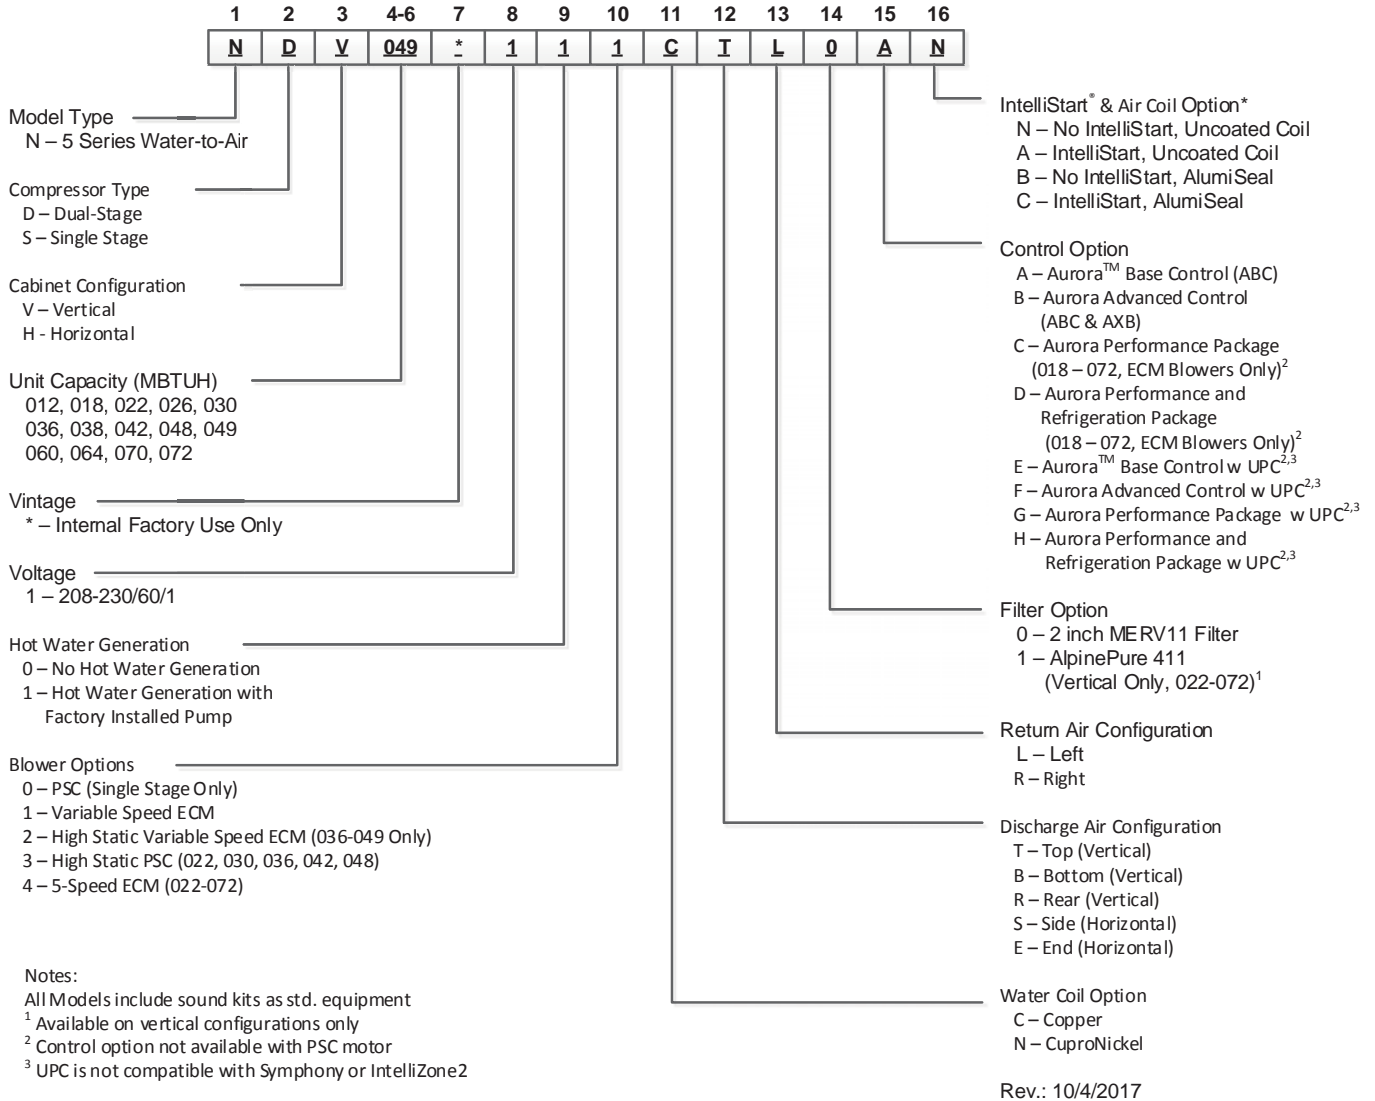 1 2 3 4-6 7 8 9 10 11 12 13 14 15 16
N D V 049 * 1 1 1 C T L 0 A N
Model Type
N – 5 Series Water-to-Air
Compressor Type
D – Dual-Stage
S – Single Stage
Cabinet Configuration
V – Vertical
H - Horizontal
Unit Capacity (MBTUH)
012, 018, 022, 026, 030
036, 038, 042, 048, 049
060, 064, 070, 072
Vintage
* – Internal Factory Use Only
Voltage
1 – 208-230/60/1
Hot Water Generation
0 – No Hot Water Generation
1 – Hot Water Generation with
Factory Installed Pump
Blower Options
0 – PSC (Single Stage Only)
1 – Variable Speed ECM
2 – High Static Variable Speed ECM (036-049 Only)
3 – High Static PSC (022, 030, 036, 042, 048)
4 – 5-Speed ECM (022-072)
Notes:
All Models include sound kits as std. equipment
1 Available on vertical configurations only
2 Control option not available with PSC motor
3 UPC is not compatible with Symphony or IntelliZone2
IntelliStart® & Air Coil Option*
N – No IntelliStart, Uncoated Coil
A – IntelliStart, Uncoated Coil
B – No IntelliStart, AlumiSeal
C – IntelliStart, AlumiSeal
Control Option
A – Aurora™ Base Control (ABC)
B – Aurora Advanced Control
(ABC & AXB)
C – Aurora Performance Package
(018 – 072, ECM Blowers Only)2
D – Aurora Performance and
Refrigeration Package
(018 – 072, ECM Blowers Only)2
E – Aurora™ Base Control w UPC2,3
F – Aurora Advanced Control w UPC2,3
G – Aurora Performance Package w UPC2,3
H – Aurora Performance and
Refrigeration Package w UPC2,3
Filter Option
0 – 2 inch MERV11 Filter
1 – AlpinePure 411
(Vertical Only, 022-072)1
Return Air Configuration
L – Left
R – Right
Discharge Air Configuration
T – Top (Vertical)
B – Bottom (Vertical)
R – Rear (Vertical)
S – Side (Horizontal)
E – End (Horizontal)
Water Coil Option
C – Copper
N – CuproNickel
Rev.: 10/4/2017